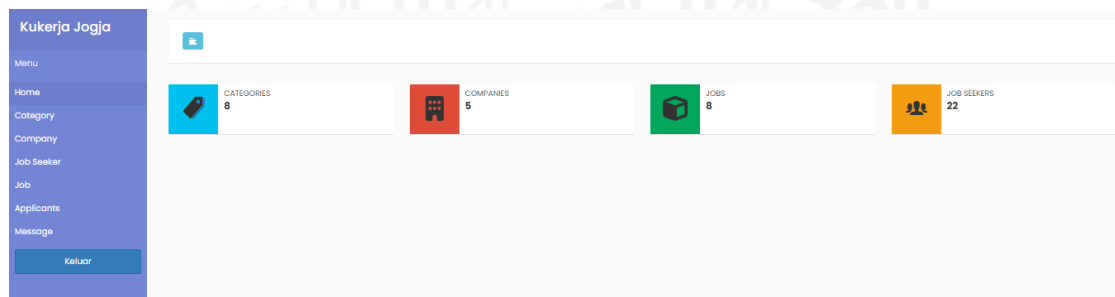 Kukerja Jogja
Menu
Home
Category
Company
Job Seeker
Job
Applicants
Message
Keluar
CATEGORIES
8
COMPANIES
5
JOBS
8
JOB SEEKERS
22